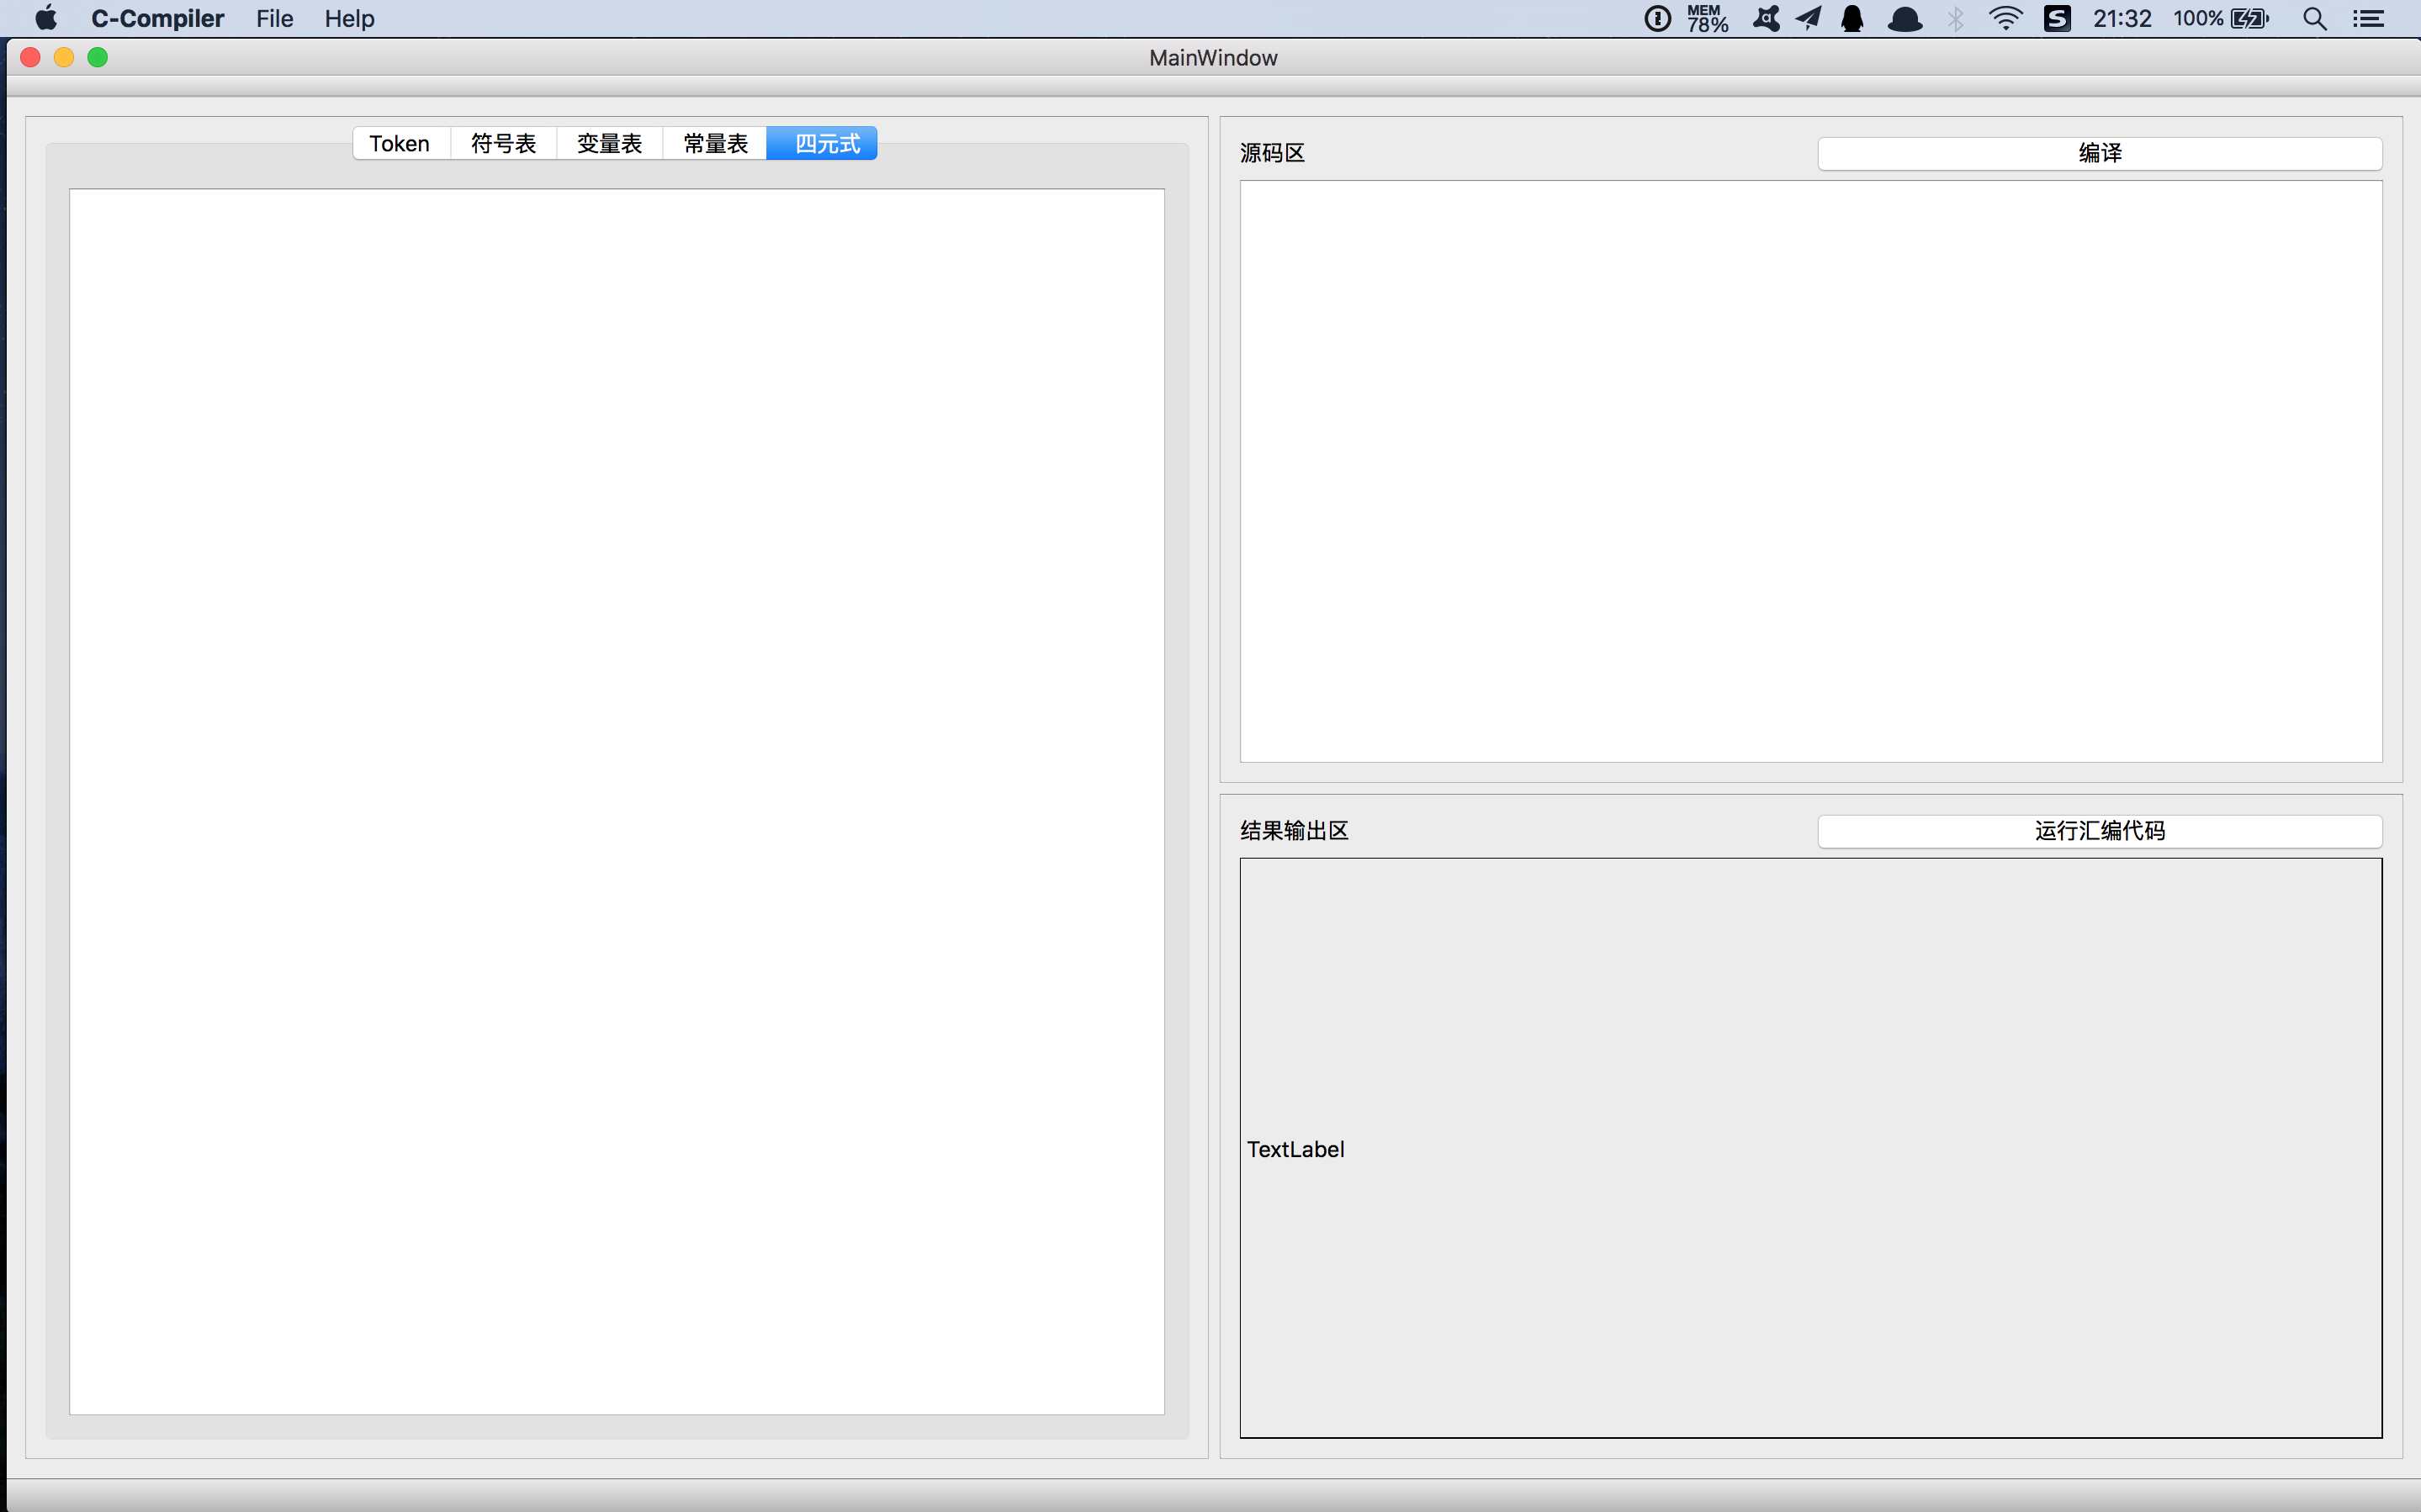 C-Compiler File Help MEM 78% 21:32 100%
MainWindow
Token 符号表 变量表 常量表 四元式
源码区 编译
结果输出区 运行汇编代码
TextLabel